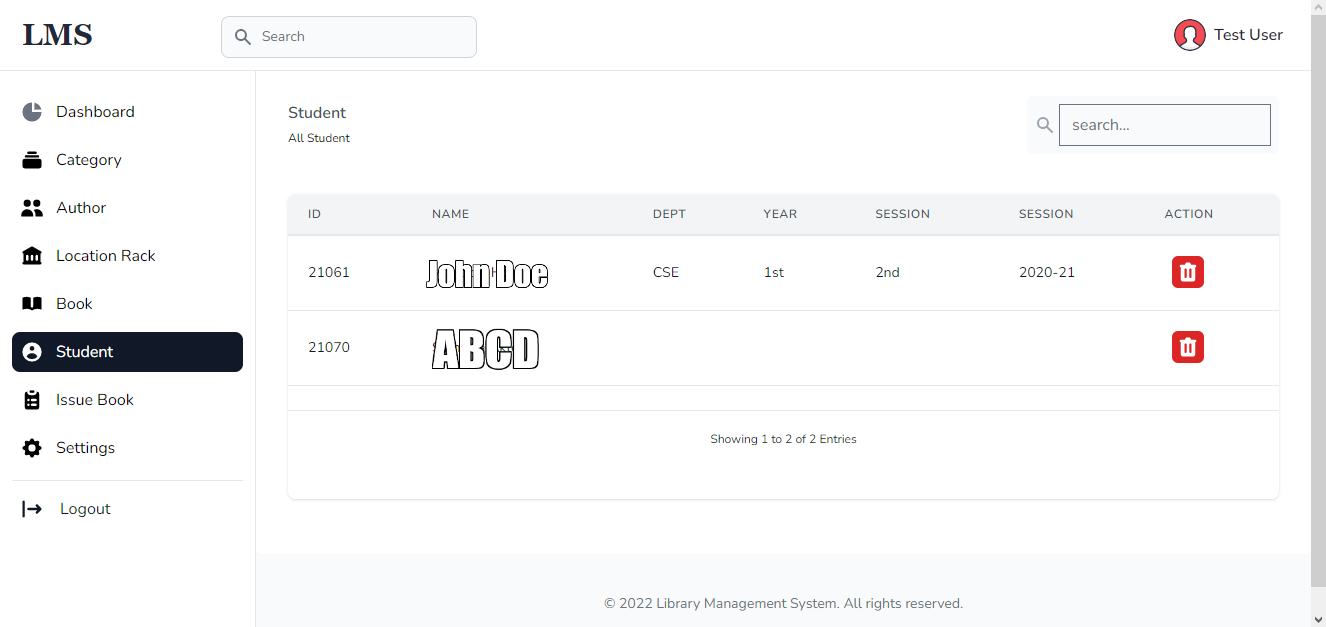 LMS
Search
Test User
Dashboard
Category
Author
Location Rack
Book
Student
Issue Book
Settings
Logout
Student
All Student
search...
ID NAME DEPT YEAR SESSION SESSION ACTION
21061 John Doe CSE 1st 2nd 2020-21
21070 ABCD
Showing 1 to 2 of 2 Entries
© 2022 Library Management System. All rights reserved.